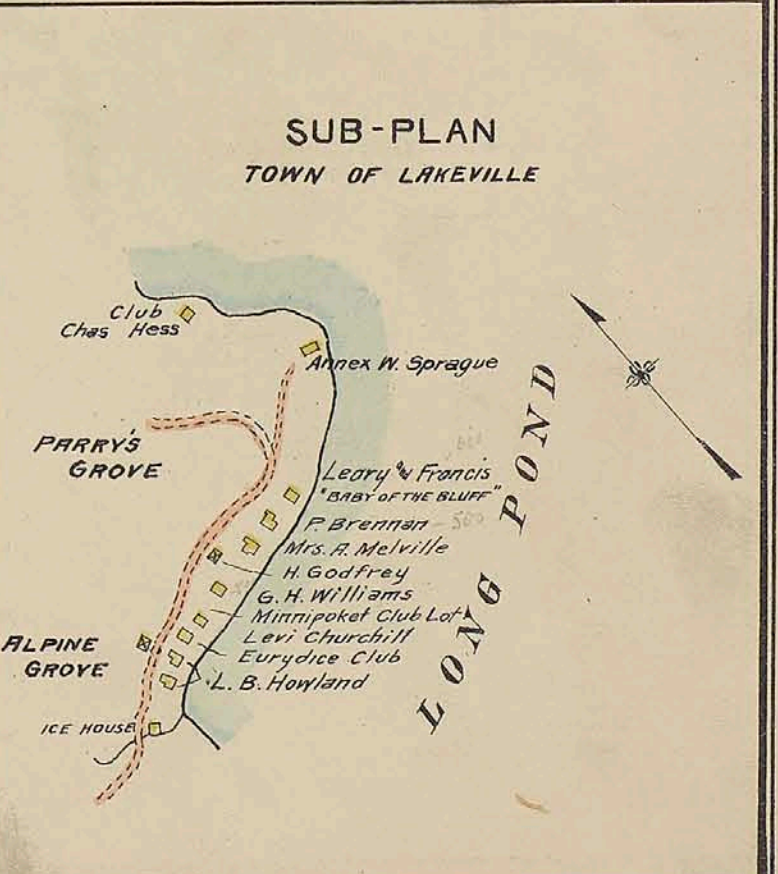 SUB-PLAN
TOWN OF LAKEVILLE
Club
Chas Hess
Annex W. Sprague
PARRY'S
GROVE
Leary & Francis
"BABY OF THE BLUFF"
P. Brennan
Mrs. A. Melville
H. Godfrey
G. H. Williams
Minnipoket Club Lot
Levi Churchill
Eurydice Club
L. B. Howland
ALPINE
GROVE
ICE HOUSE
LONG POND